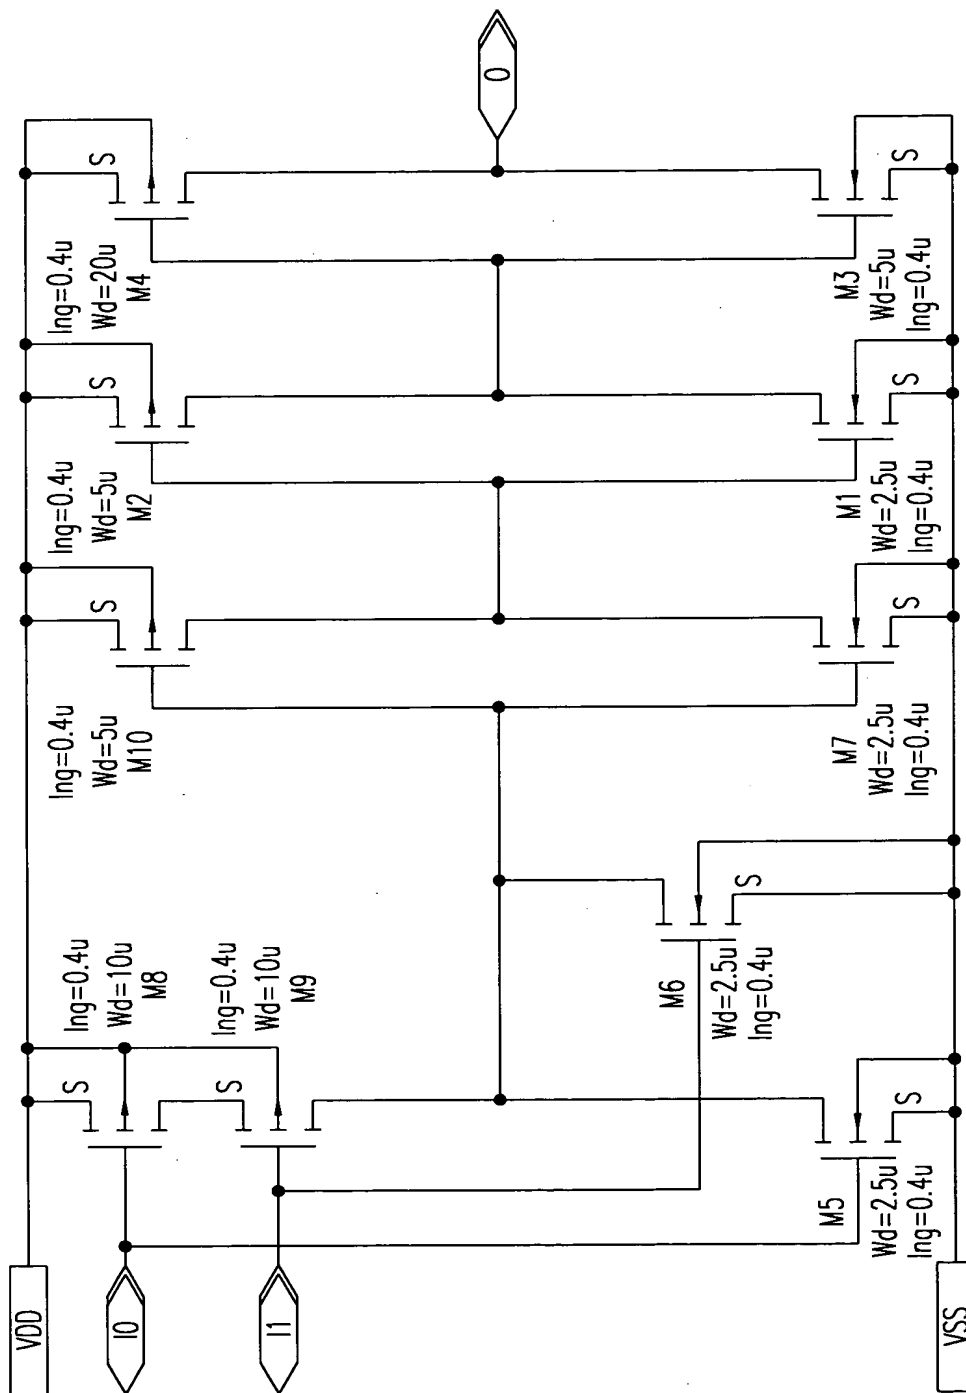 VDD
S
lng=0.4u
Wd=10u
M8
I0
S
lng=0.4u
Wd=10u
M9
I1
M6
Wd=2.5u
lng=0.4u
S
M5
Wd=2.5u
lng=0.4u
S
lng=0.4u
Wd=5u
M10
S
M7
Wd=2.5u
lng=0.4u
S
lng=0.4u
Wd=5u
M2
S
M1
Wd=2.5u
lng=0.4u
S
lng=0.4u
Wd=20u
M4
S
M3
Wd=5u
lng=0.4u
S
O
VSS